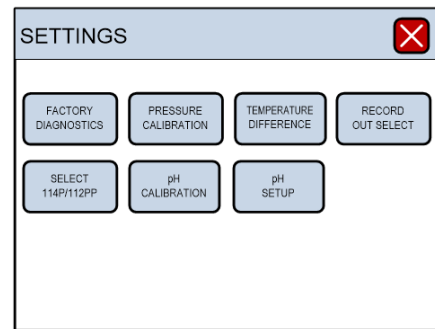 SETTINGS
FACTORY
DIAGNOSTICS
PRESSURE
CALIBRATION
TEMPERATURE
DIFFERENCE
RECORD
OUT SELECT
SELECT
114P/112PP
pH
CALIBRATION
pH
SETUP